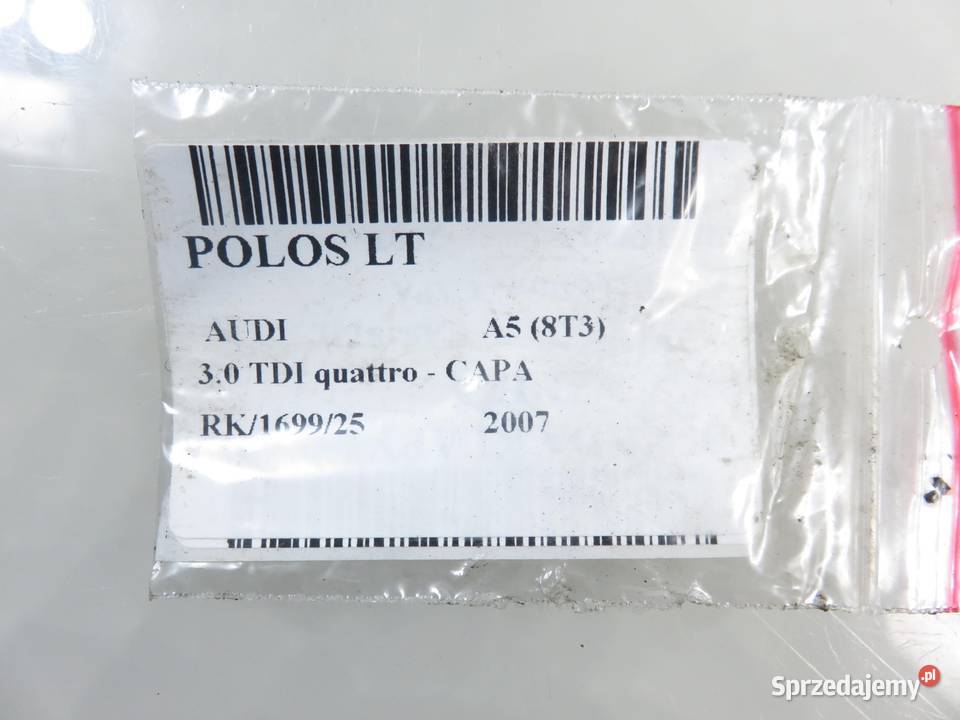 POLOS LT
AUDI A5 (8T3)
3.0 TDI quattro - CAPA
RK/1699/25 2007
Sprzedajemy.pl